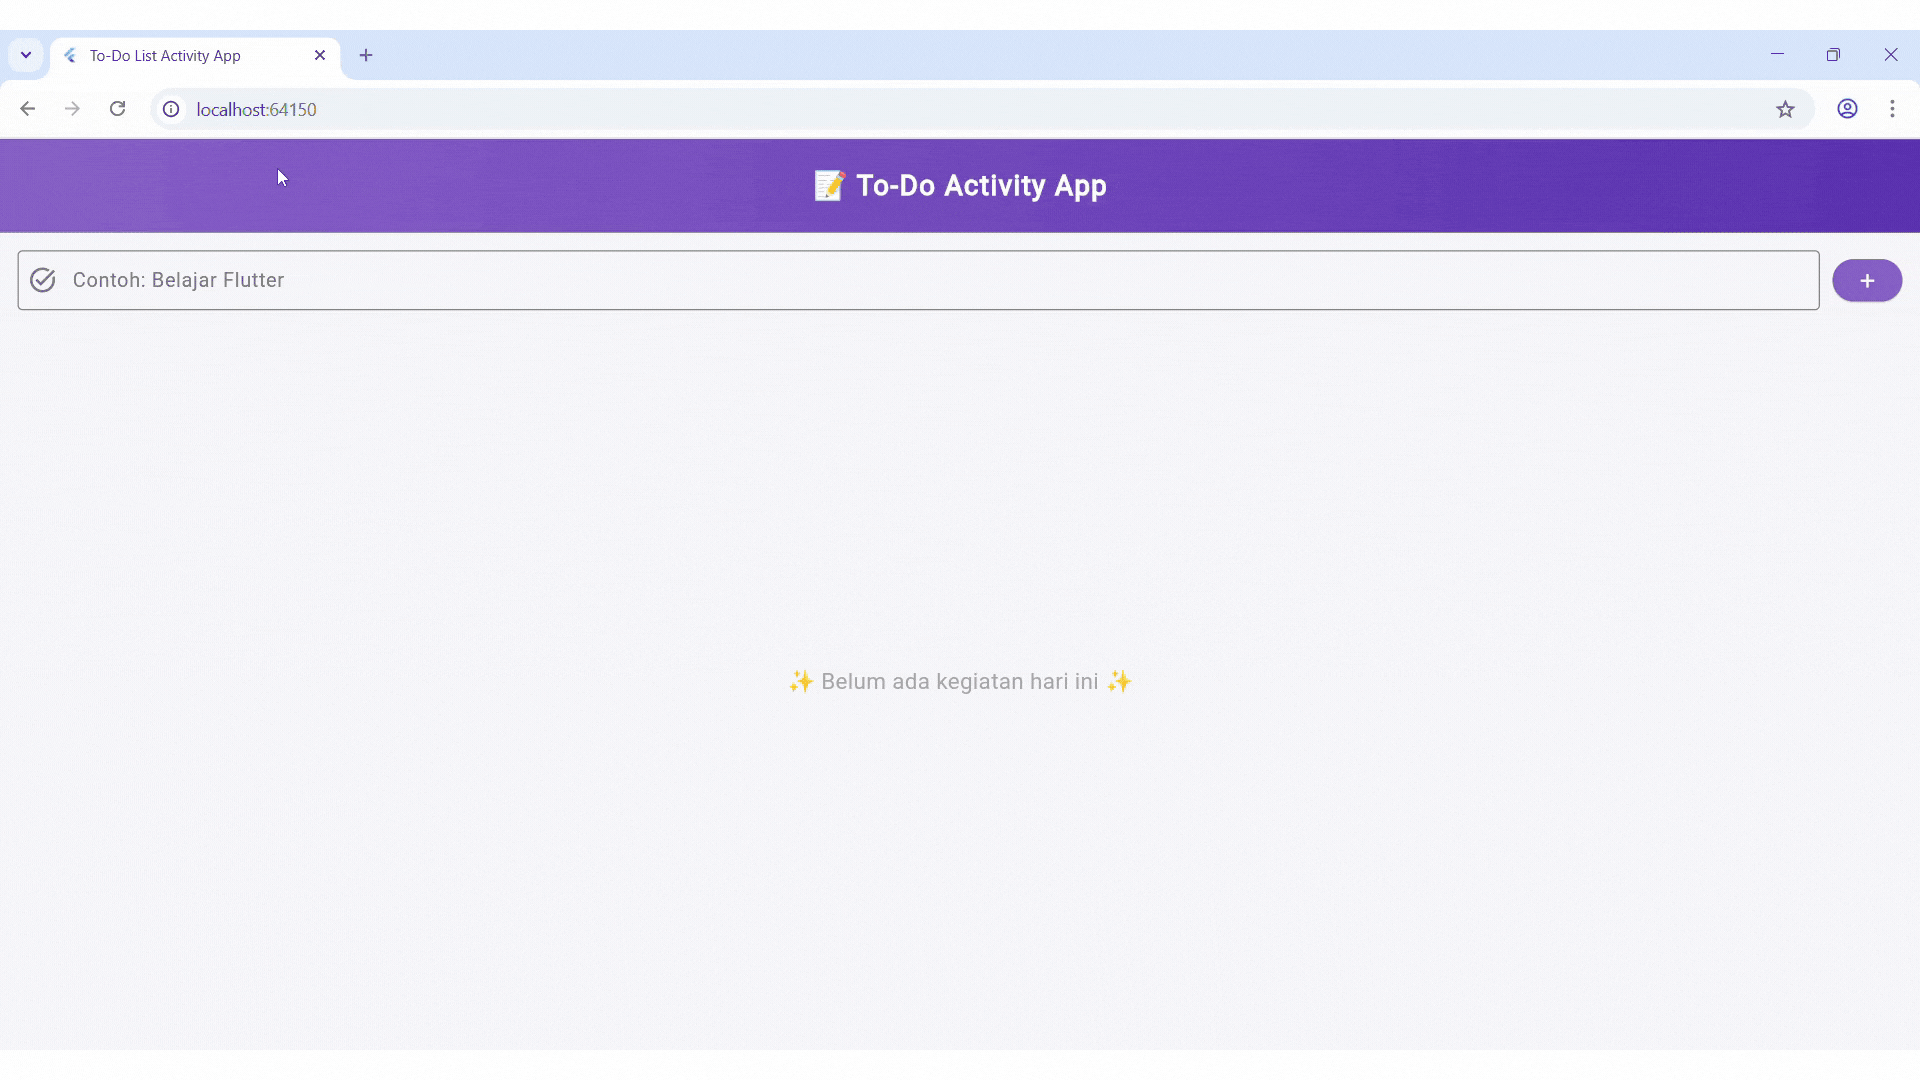 To-Do List Activity App
localhost:64150
📝 To-Do Activity App
Contoh: Belajar Flutter
+
✨ Belum ada kegiatan hari ini ✨